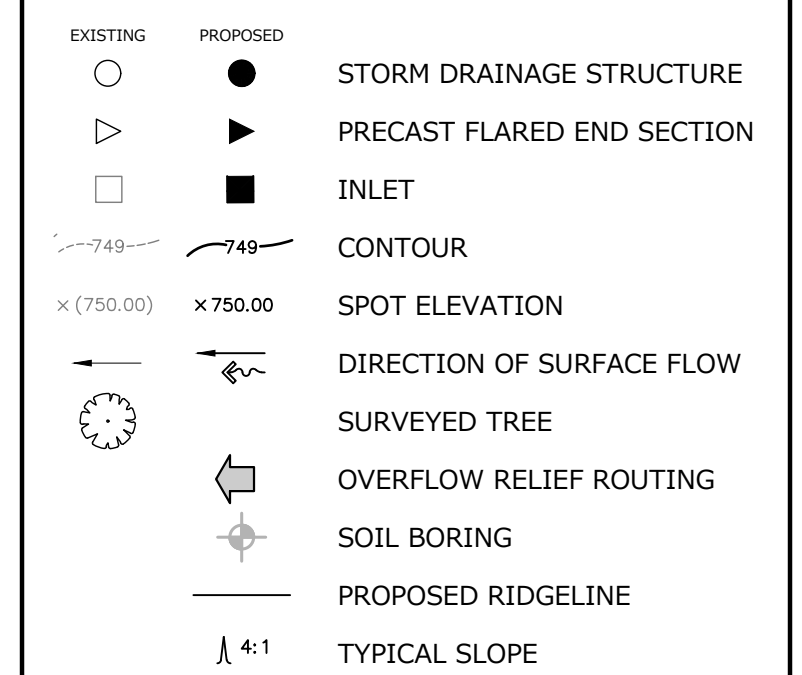 EXISTING PROPOSED
STORM DRAINAGE STRUCTURE
PRECAST FLARED END SECTION
INLET
749 749 CONTOUR
×(750.00) ×750.00 SPOT ELEVATION
DIRECTION OF SURFACE FLOW
SURVEYED TREE
OVERFLOW RELIEF ROUTING
SOIL BORING
PROPOSED RIDGELINE
4:1 TYPICAL SLOPE